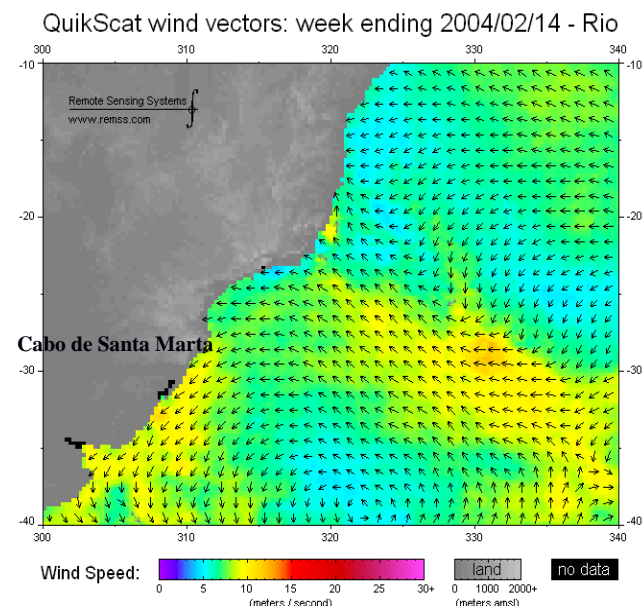 QuikScat wind vectors: week ending 2004/02/14 - Rio
300 310 320 330 340
-10 -10
Remote Sensing Systems
www.remss.com
-20 -20
Cabo de Santa Marta
-30 -30
-40 -40
300 310 320 330 340
Wind Speed: land no data
0 5 10 15 20 25 30+ 0 1000 2000+
(meters / second) (meters amsl)